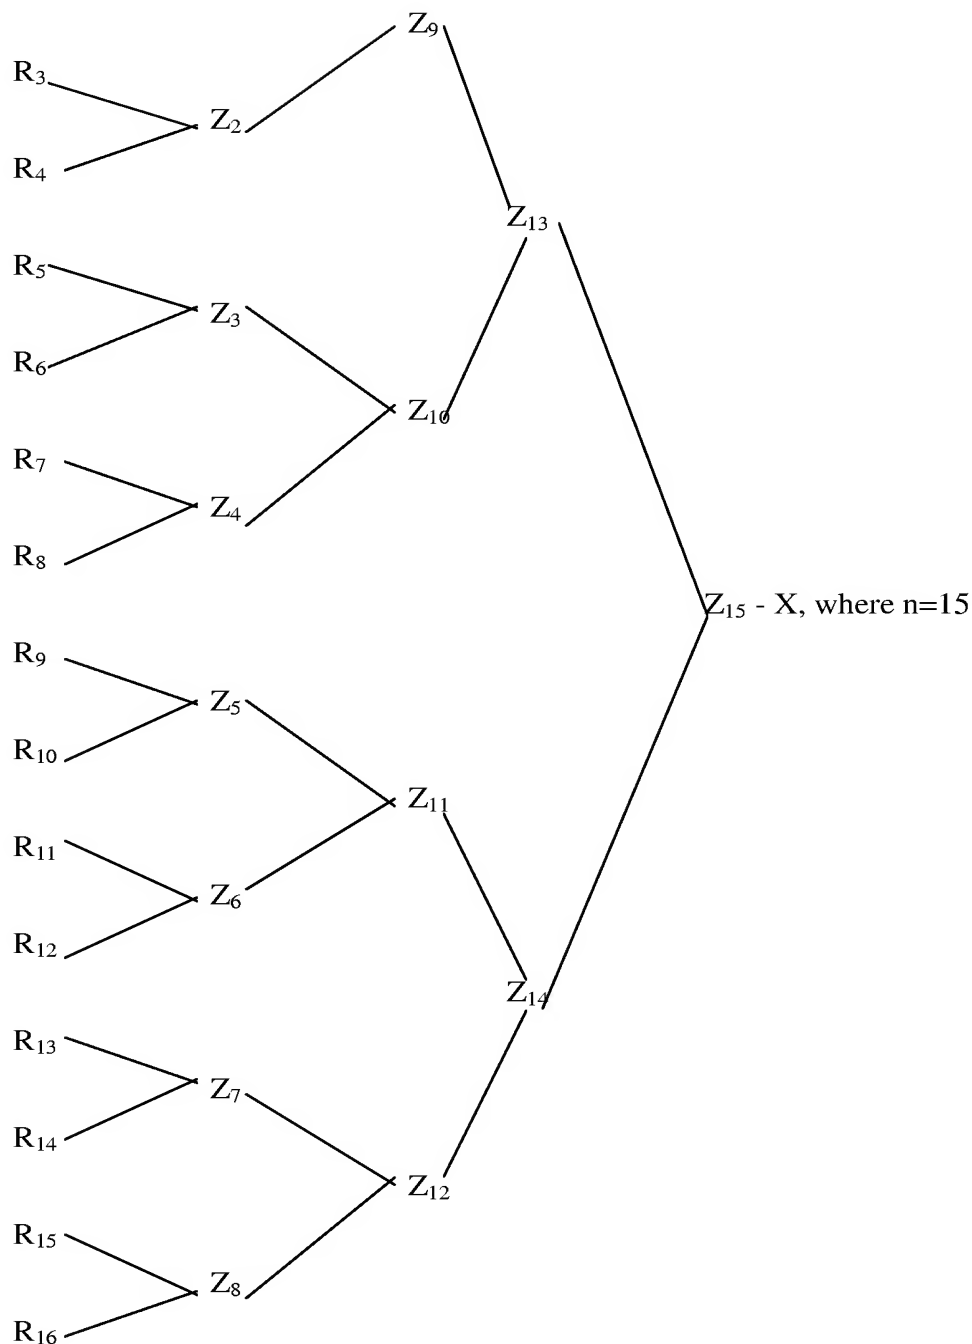 Z₉
R₃
Z₂
R₄
Z₁₃
R₅
Z₃
R₆
Z₁₀
R₇
Z₄
R₈
Z₁₅ - X, where n=15
R₉
Z₅
R₁₀
Z₁₁
R₁₁
Z₆
R₁₂
Z₁₄
R₁₃
Z₇
R₁₄
Z₁₂
R₁₅
Z₈
R₁₆